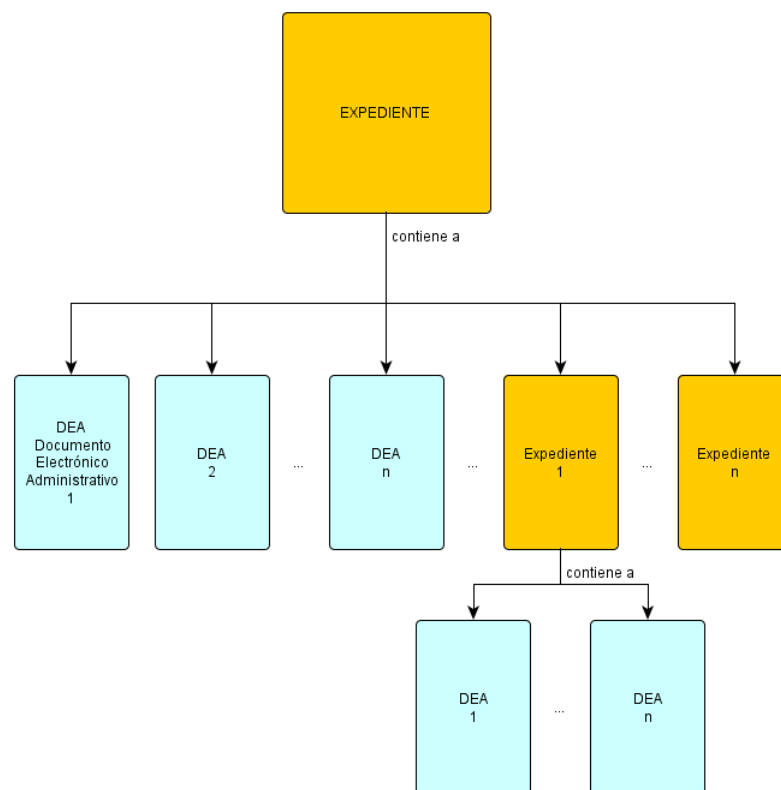 EXPEDIENTE
contiene a
DEA
Documento
Electrónico
Administrativo
1
DEA
2
...
DEA
n
...
Expediente
1
...
Expediente
n
contiene a
DEA
1
...
DEA
n